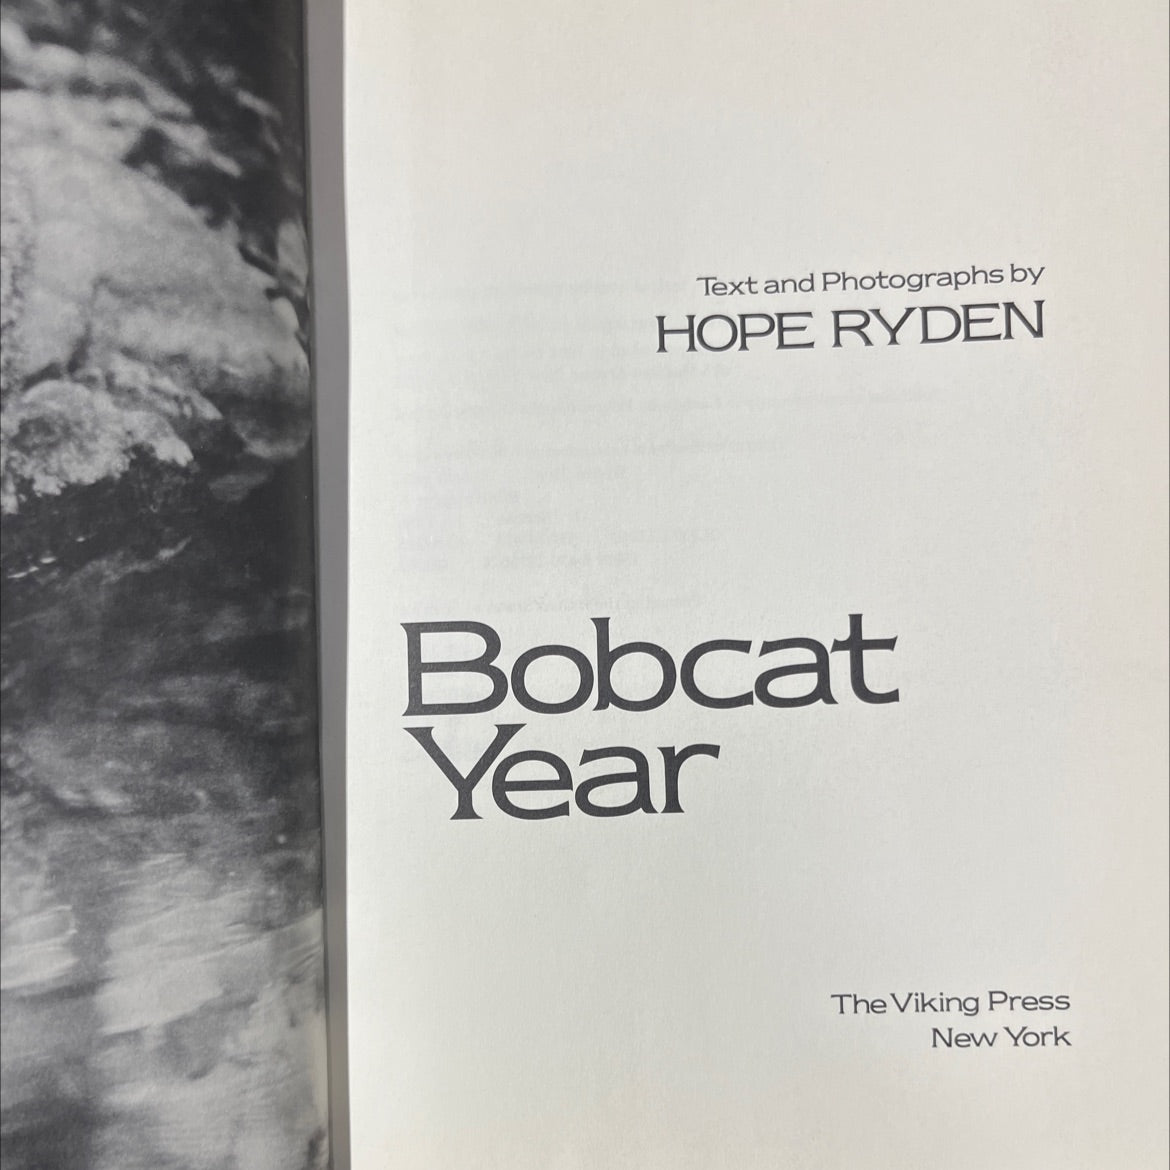 Text and Photographs by
HOPE RYDEN
Bobcat
Year
The Viking Press
New York